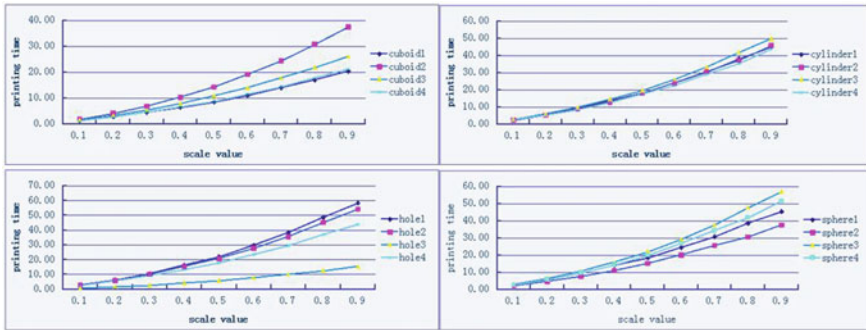 printing time
40.00
30.00
20.00
10.00
0.00
0.1 0.2 0.3 0.4 0.5 0.6 0.7 0.8 0.9
scale value
cuboid1
cuboid2
cuboid3
cuboid4
printing time
60.00
50.00
40.00
30.00
20.00
10.00
0.00
0.1 0.2 0.3 0.4 0.5 0.6 0.7 0.8 0.9
scale value
cylinder1
cylinder2
cylinder3
cylinder4
printing time
70.00
60.00
50.00
40.00
30.00
20.00
10.00
0.00
0.1 0.2 0.3 0.4 0.5 0.6 0.7 0.8 0.9
scale value
hole1
hole2
hole3
hole4
printing time
60.00
50.00
40.00
30.00
20.00
10.00
0.00
0.1 0.2 0.3 0.4 0.5 0.6 0.7 0.8 0.9
scale value
sphere1
sphere2
sphere3
sphere4